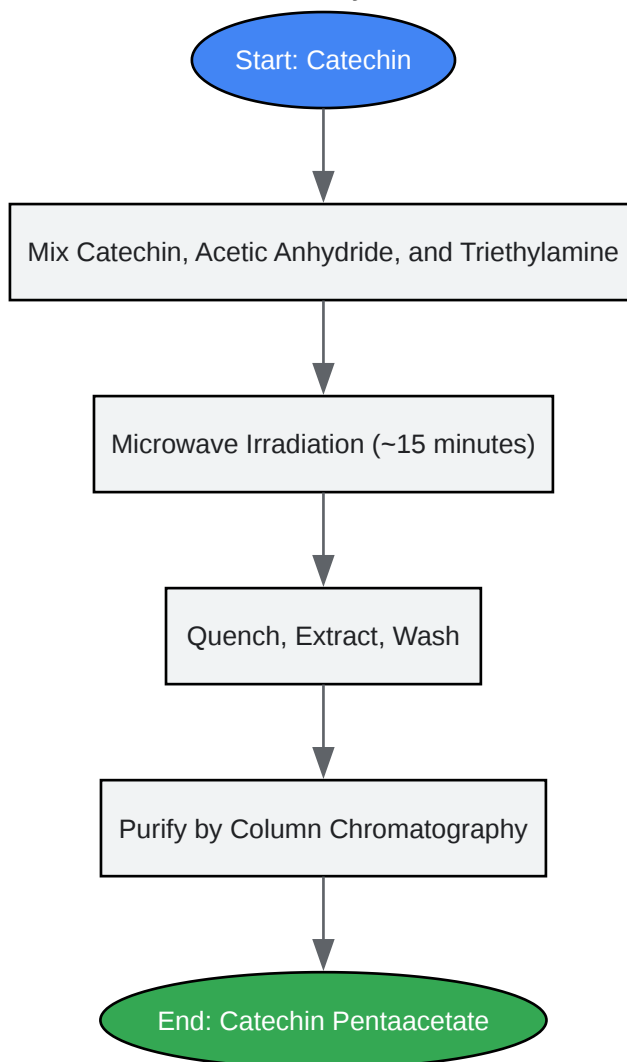 Start: Catechin
Mix Catechin, Acetic Anhydride, and Triethylamine
Microwave Irradiation (~15 minutes)
Quench, Extract, Wash
Purify by Column Chromatography
End: Catechin Pentaacetate